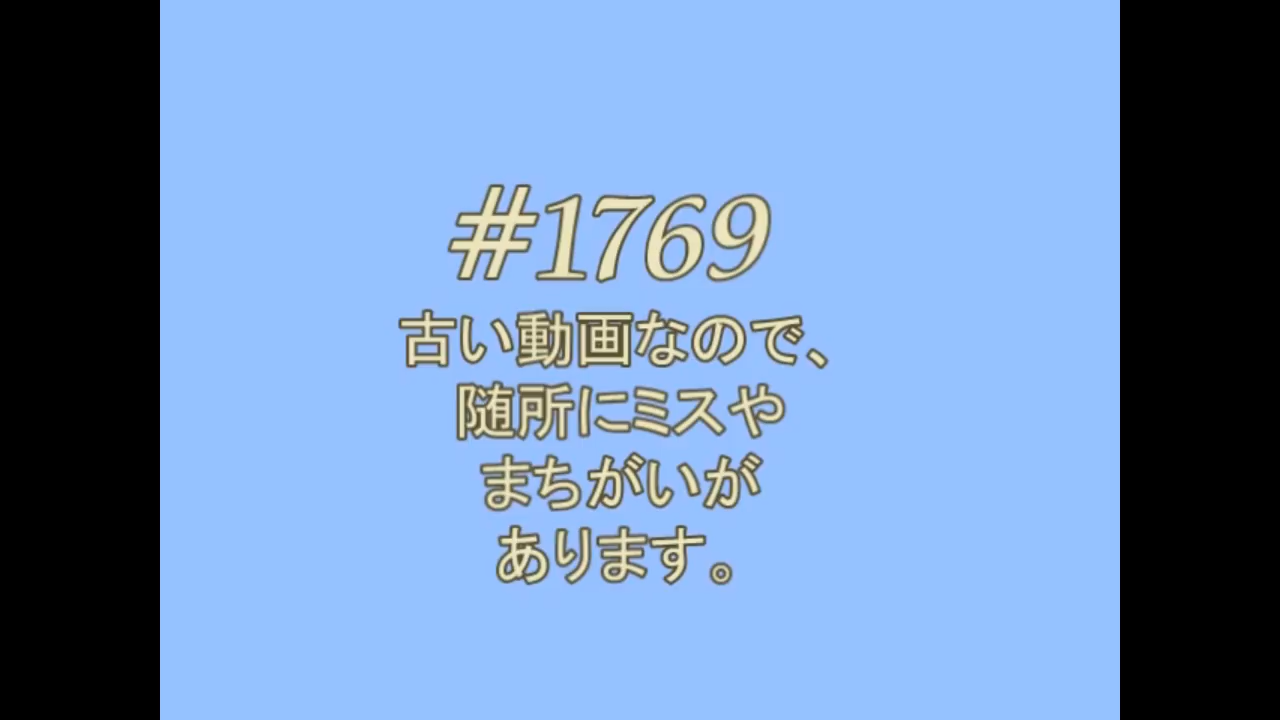 #1769
古い動画なので、
随所にミスや
まちがいが
あります。